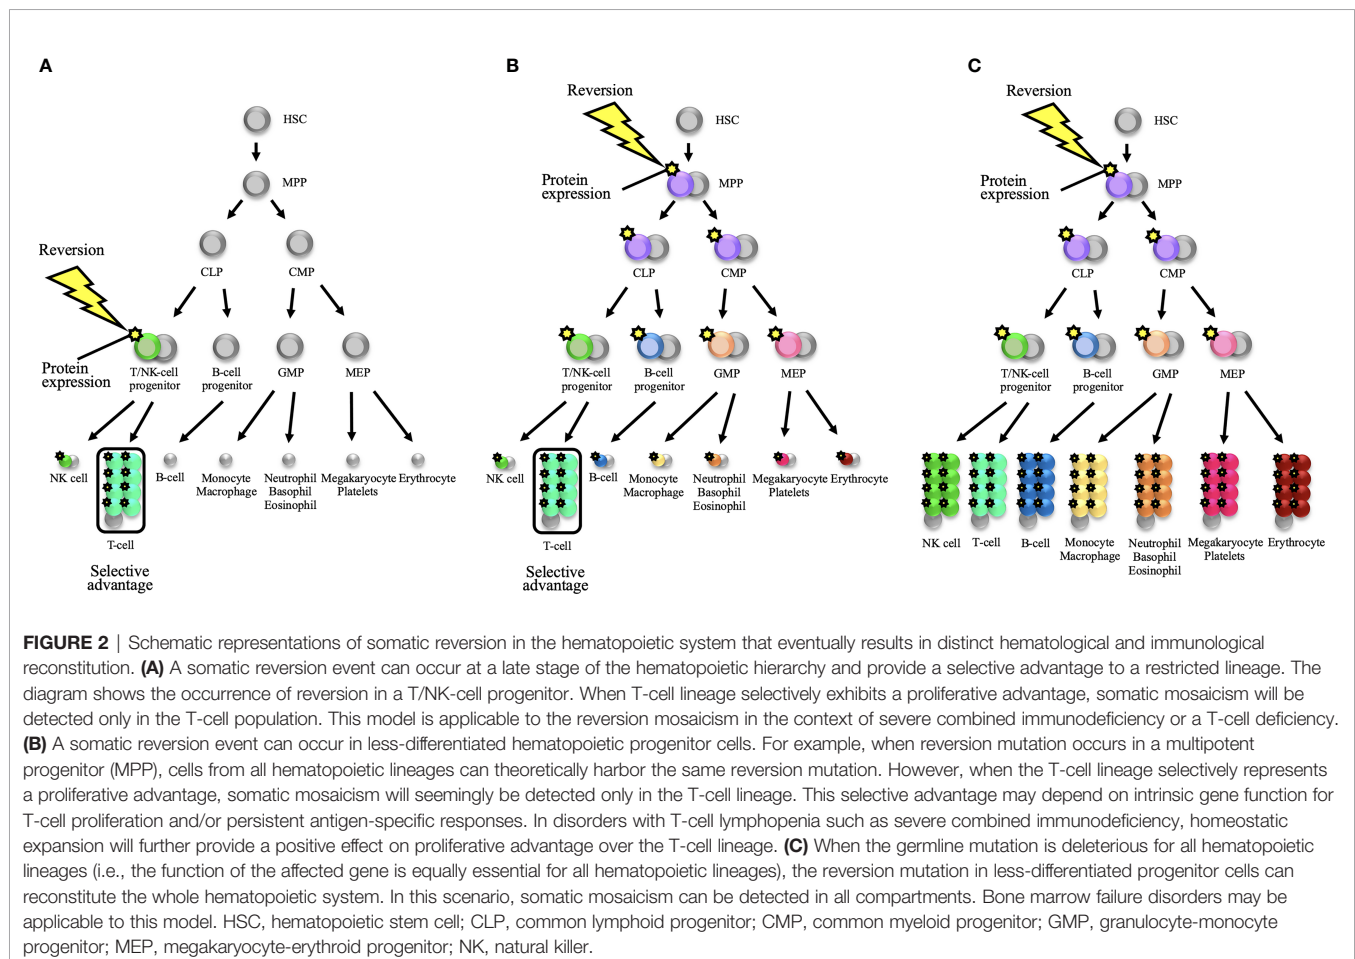 A
HSC
MPP
CLP
CMP
Reversion
Protein
expression
T/NK-cell
progenitor
B-cell
progenitor
GMP
MEP
NK cell
T-cell
Selective
advantage
B-cell
Monocyte
Macrophage
Neutrophil
Basophil
Eosinophil
Megakaryocyte
Platelets
Erythrocyte
B
Reversion
HSC
Protein
expression
MPP
CLP
CMP
T/NK-cell
progenitor
B-cell
progenitor
GMP
MEP
NK cell
T-cell
Selective
advantage
B-cell
Monocyte
Macrophage
Neutrophil
Basophil
Eosinophil
Megakaryocyte
Platelets
Erythrocyte
C
Reversion
HSC
Protein
expression
MPP
CLP
CMP
T/NK-cell
progenitor
B-cell
progenitor
GMP
MEP
NK cell
T-cell
B-cell
Monocyte
Macrophage
Neutrophil
Basophil
Eosinophil
Megakaryocyte
Platelets
Erythrocyte
FIGURE 2 | Schematic representations of somatic reversion in the hematopoietic system that eventually results in distinct hematological and immunological
reconstitution. (A) A somatic reversion event can occur at a late stage of the hematopoietic hierarchy and provide a selective advantage to a restricted lineage. The
diagram shows the occurrence of reversion in a T/NK-cell progenitor. When T-cell lineage selectively exhibits a proliferative advantage, somatic mosaicism will be
detected only in the T-cell population. This model is applicable to the reversion mosaicism in the context of severe combined immunodeficiency or a T-cell deficiency.
(B) A somatic reversion event can occur in less-differentiated hematopoietic progenitor cells. For example, when reversion mutation occurs in a multipotent
progenitor (MPP), cells from all hematopoietic lineages can theoretically harbor the same reversion mutation. However, when the T-cell lineage selectively represents
a proliferative advantage, somatic mosaicism will seemingly be detected only in the T-cell lineage. This selective advantage may depend on intrinsic gene function for
T-cell proliferation and/or persistent antigen-specific responses. In disorders with T-cell lymphopenia such as severe combined immunodeficiency, homeostatic
expansion will further provide a positive effect on proliferative advantage over the T-cell lineage. (C) When the germline mutation is deleterious for all hematopoietic
lineages (i.e., the function of the affected gene is equally essential for all hematopoietic lineages), the reversion mutation in less-differentiated progenitor cells can
reconstitute the whole hematopoietic system. In this scenario, somatic mosaicism can be detected in all compartments. Bone marrow failure disorders may be
applicable to this model. HSC, hematopoietic stem cell; CLP, common lymphoid progenitor; CMP, common myeloid progenitor; GMP, granulocyte-monocyte
progenitor; MEP, megakaryocyte-erythroid progenitor; NK, natural killer.